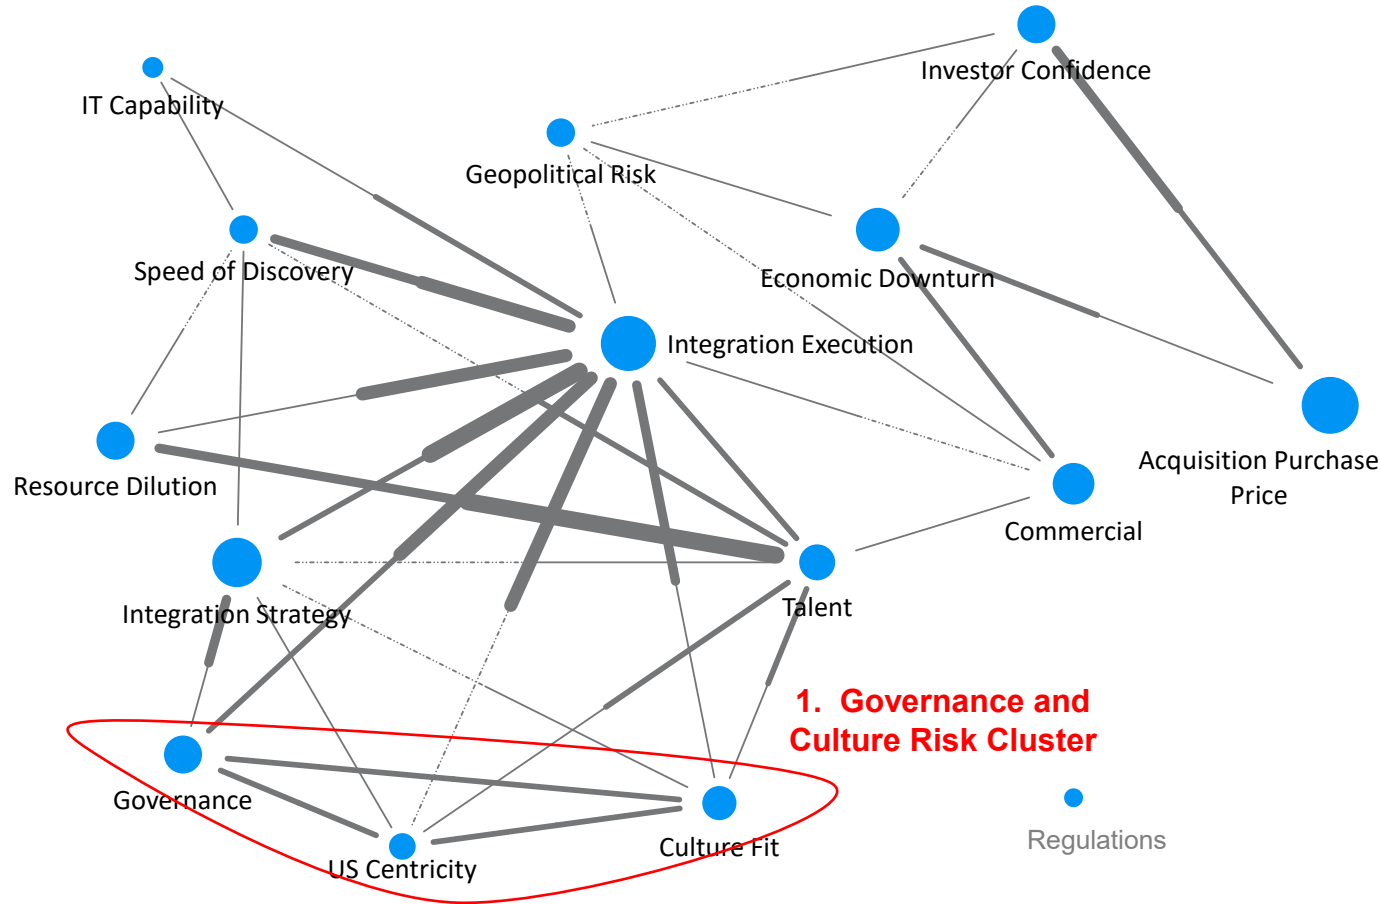 Investor Confidence
IT Capability
Geopolitical Risk
Speed of Discovery
Economic Downturn
Integration Execution
Acquisition Purchase
Price
Resource Dilution
Commercial
Integration Strategy
Talent
1. Governance and
Culture Risk Cluster
Governance
US Centricity
Culture Fit
Regulations